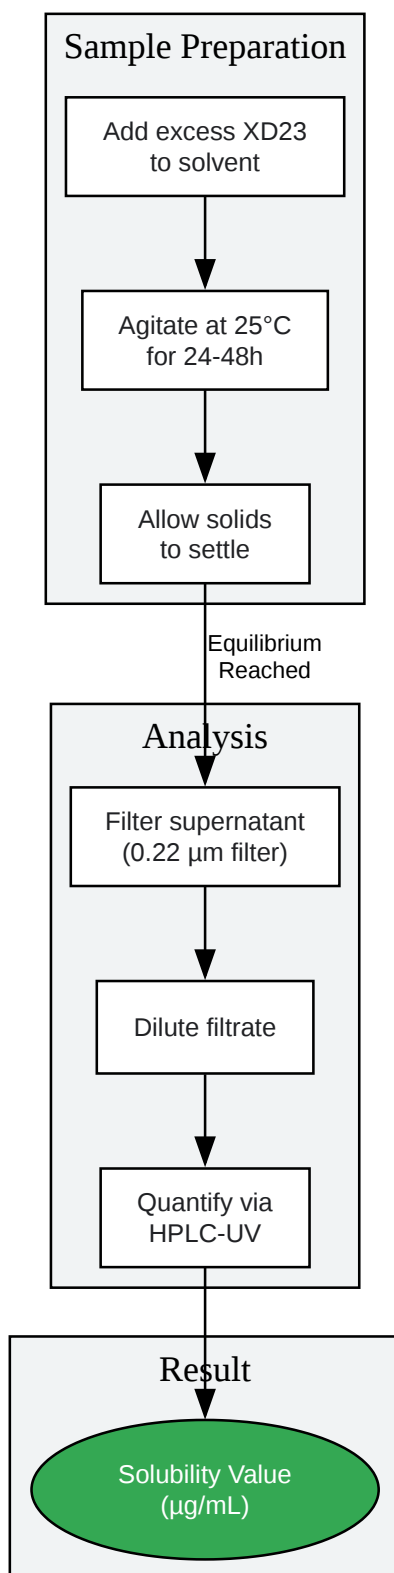 Sample Preparation
Add excess XD23
to solvent
Agitate at 25°C
for 24-48h
Allow solids
to settle
Equilibrium
Reached
Analysis
Filter supernatant
(0.22 µm filter)
Dilute filtrate
Quantify via
HPLC-UV
Result
Solubility Value
(µg/mL)